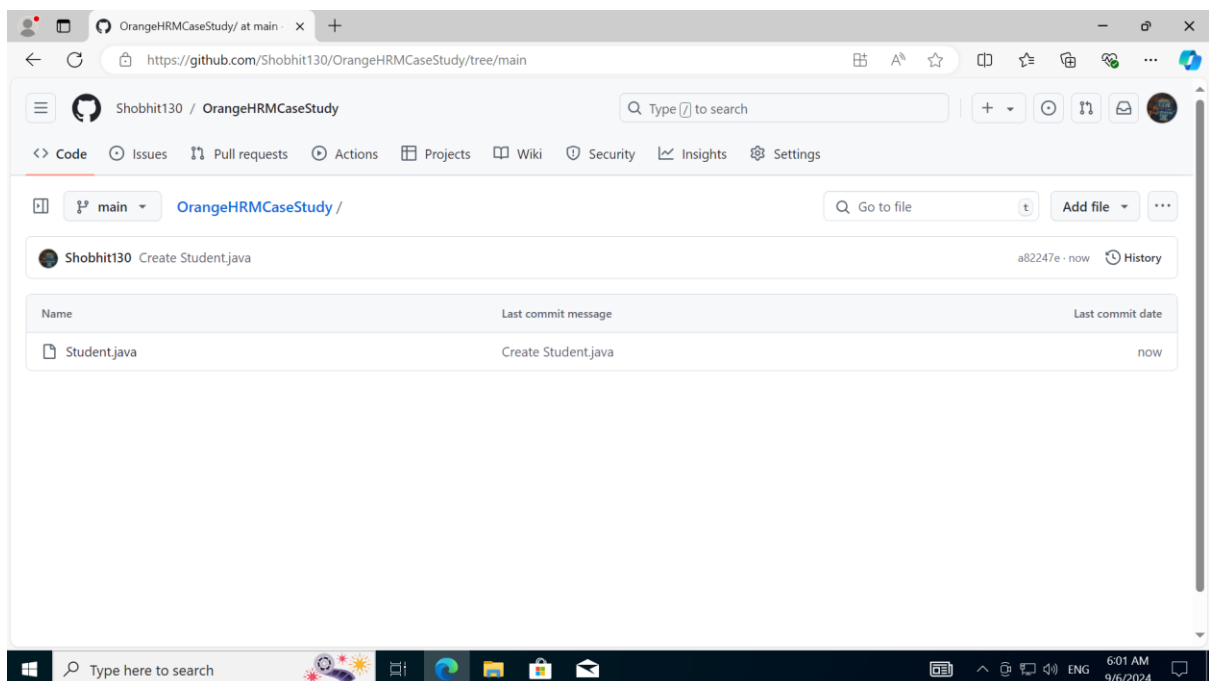 OrangeHRMCaseStudy/ at main ·
https://github.com/Shobhit130/OrangeHRMCaseStudy/tree/main
Shobhit130 / OrangeHRMCaseStudy
Type / to search
Code Issues Pull requests Actions Projects Wiki Security Insights Settings
main OrangeHRMCaseStudy /
Go to file t Add file
Shobhit130 Create Student.java a82247e · now History
Name Last commit message Last commit date
Student.java Create Student.java now
Type here to search ENG 6:01 AM
9/6/2024